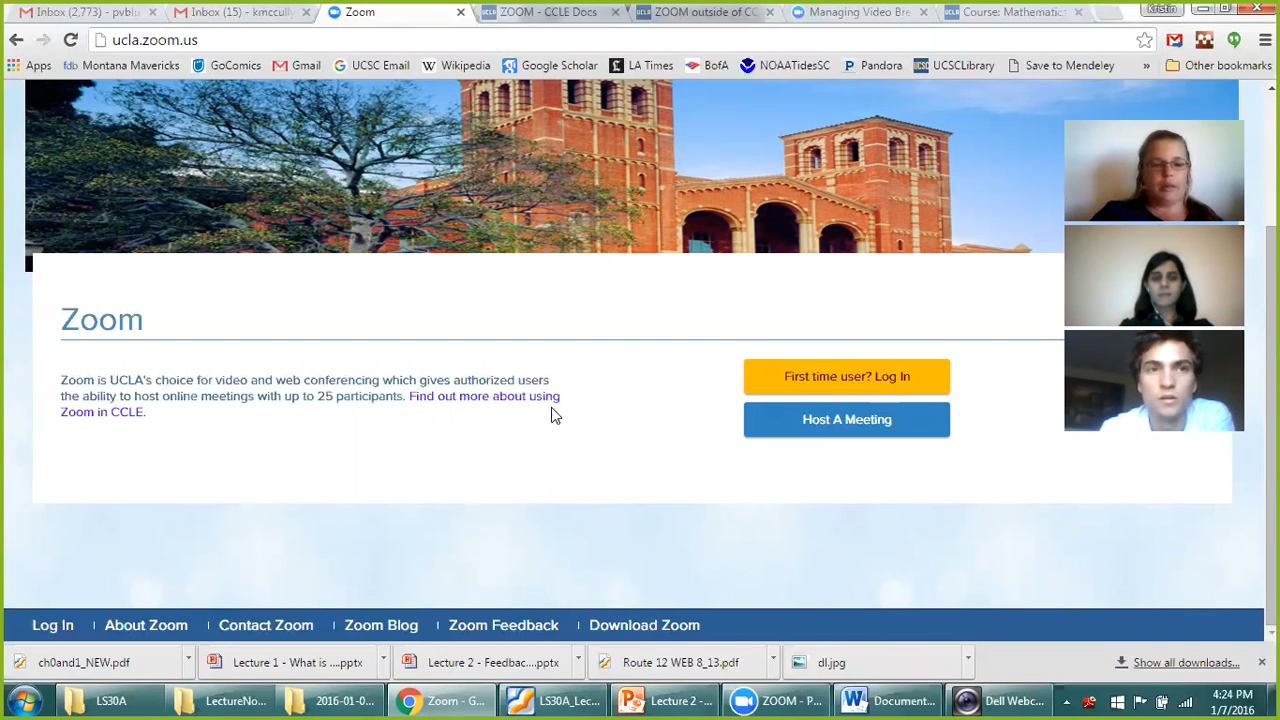 Inbox (2,773) - pvblu
Inbox (15) - kmccully
Zoom
ZOOM - CCLE Docs
ZOOM outside of CC
Managing Video Bre
Course: Mathematics
Kristin
ucla.zoom.us
Apps
fdb Montana Mavericks
GoComics
Gmail
G UCSC Email
W Wikipedia
Google Scholar
L LA Times
BofA
NOAATidesSC
P Pandora
UCSC UCSCLibrary
Save to Mendeley
»
Other bookmarks
Zoom
Zoom is UCLA's choice for video and web conferencing which gives authorized users
the ability to host online meetings with up to 25 participants. Find out more about using
Zoom in CCLE.
First time user? Log In
Host A Meeting
Log In | About Zoom | Contact Zoom | Zoom Blog | Zoom Feedback | Download Zoom
ch0and1_NEW.pdf
Lecture 1 - What is ....pptx
Lecture 2 - Feedbac....pptx
Route 12 WEB 8_13.pdf
dl.jpg
Show all downloads...
LS30A
LectureNo...
2016-01-0...
Zoom - G...
LS30A_Lec...
Lecture 2 -...
ZOOM - P...
Document...
Dell Webc...
4:24 PM
1/7/2016